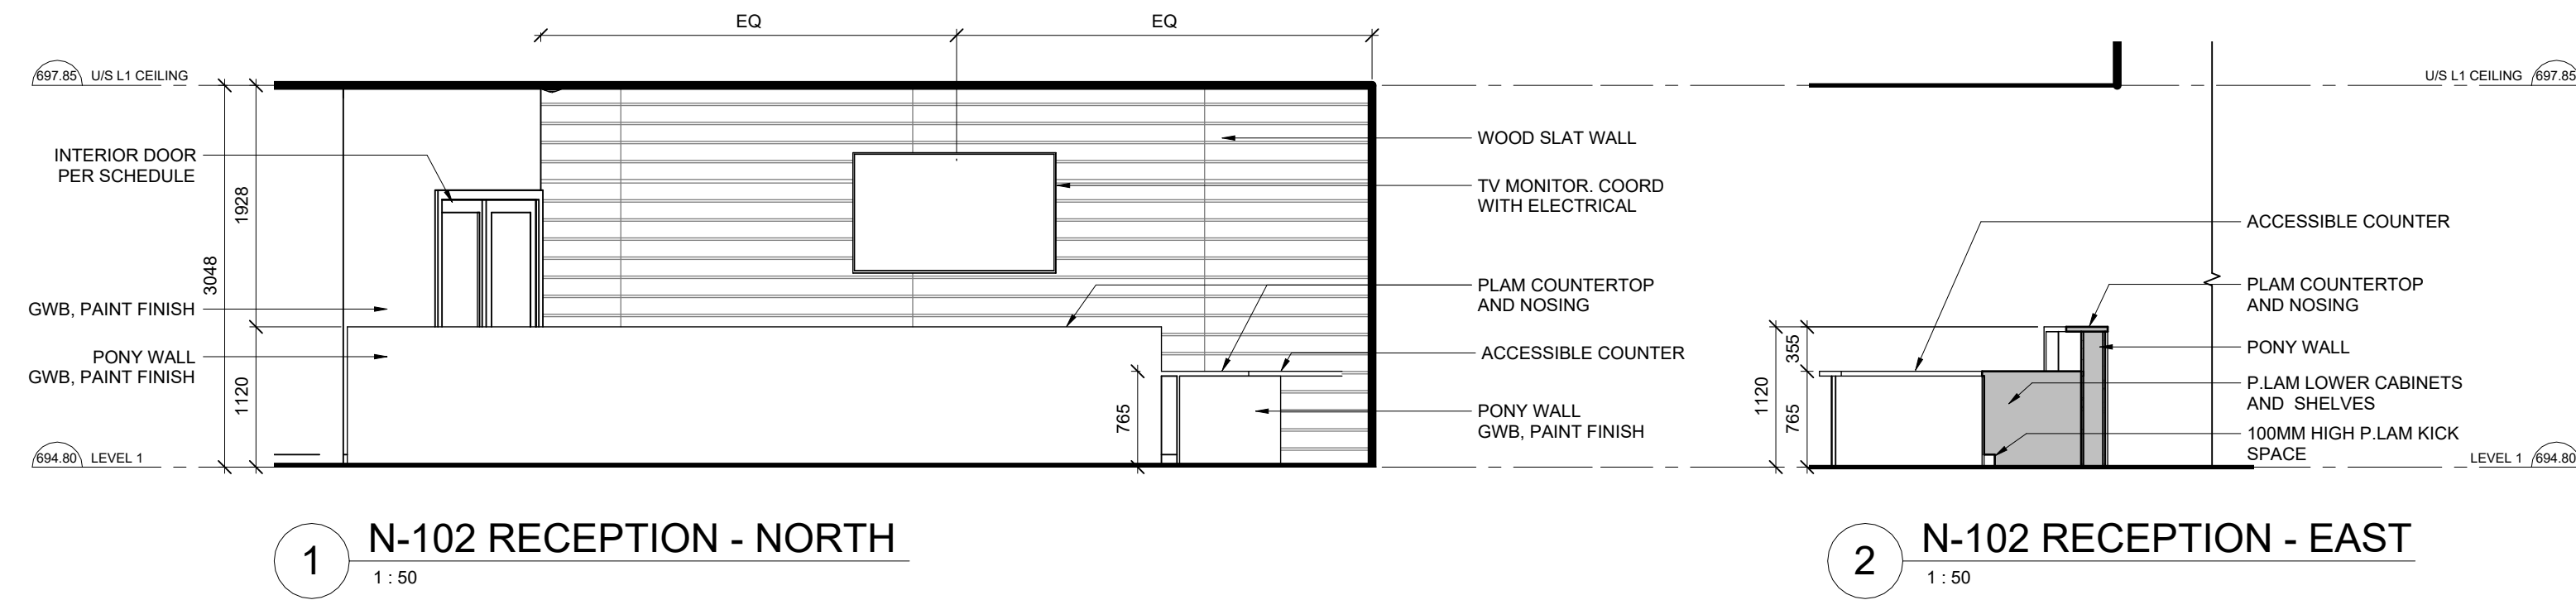 EQ
EQ
697.85 U/S L1 CEILING
INTERIOR DOOR
PER SCHEDULE
1928
3048
GWB, PAINT FINISH
PONY WALL
GWB, PAINT FINISH
1120
694.80 LEVEL 1
765
WOOD SLAT WALL
TV MONITOR. COORD
WITH ELECTRICAL
PLAM COUNTERTOP
AND NOSING
ACCESSIBLE COUNTER
PONY WALL
GWB, PAINT FINISH
1 N-102 RECEPTION - NORTH
1 : 50
U/S L1 CEILING 697.85
ACCESSIBLE COUNTER
PLAM COUNTERTOP
AND NOSING
355
1120
765
PONY WALL
P.LAM LOWER CABINETS
AND SHELVES
100MM HIGH P.LAM KICK
SPACE
LEVEL 1 694.80
2 N-102 RECEPTION - EAST
1 : 50